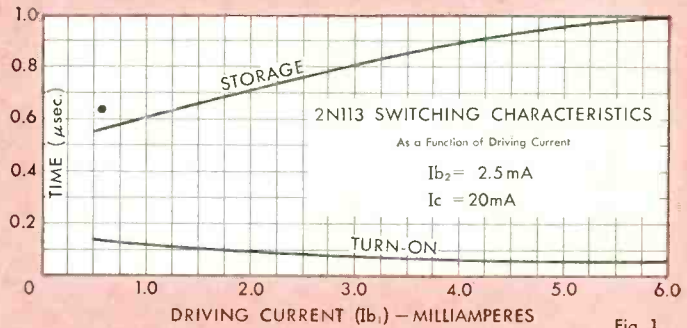 1.0
0.8
0.6
0.4
0.2
0
TIME (µsec.)
STORAGE
2N113 SWITCHING CHARACTERISTICS
As a Function of Driving Current
Ib₂ = 2.5 mA
Ic = 20mA
TURN-ON
1.0 2.0 3.0 4.0 5.0 6.0
DRIVING CURRENT (Ib₁) — MILLIAMPERES
Fig. 1